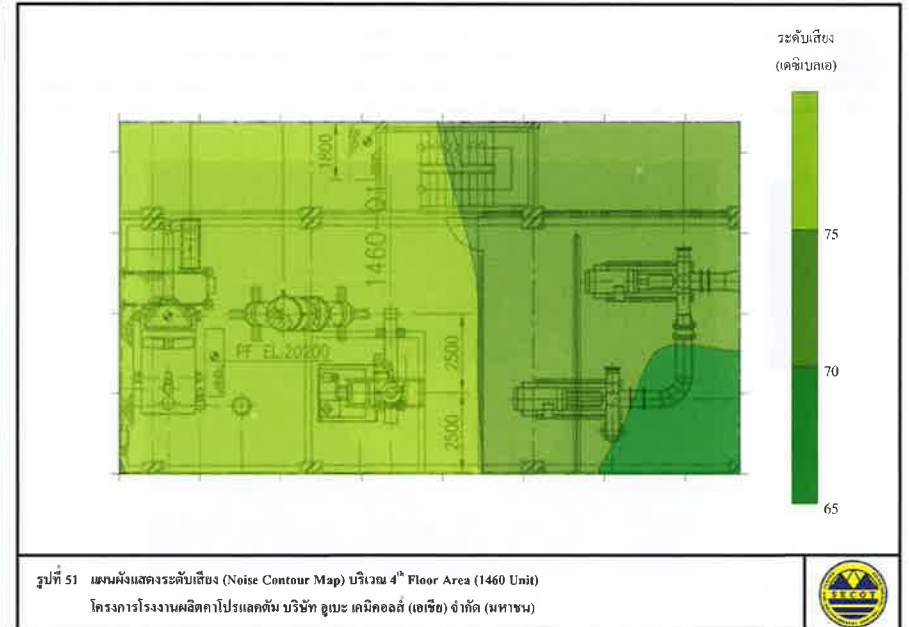 ระดับเสียง
(เดซิเบลเอ)
75
70
65
1800
1460-01
PF EL.20200
2500
2500
รูปที่ 51 แผนผังแสดงระดับเสียง (Noise Contour Map) บริเวณ 4th Floor Area (1460 Unit)
โครงการโรงงานผลิตคาโปรแลคตัม บริษัท อูเบะ เคมิคอลส์ (เอเชีย) จำกัด (มหาชน)
SECOT